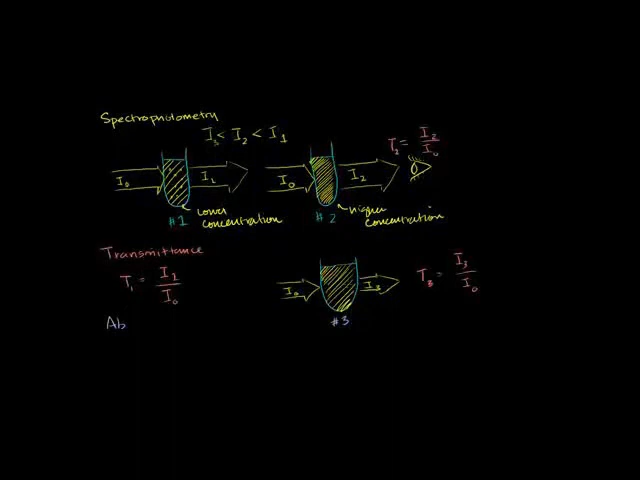 Spectrophotometry
I₃ < I₂ < I₁
T₂ = I₂/I₀
I₀ I₁ I₀ I₂
#1 Lower concentration
#2 Higher concentration
Transmittance
T₁ = I₁/I₀
I₀ I₃
T₃ = I₃/I₀
Ab
#3